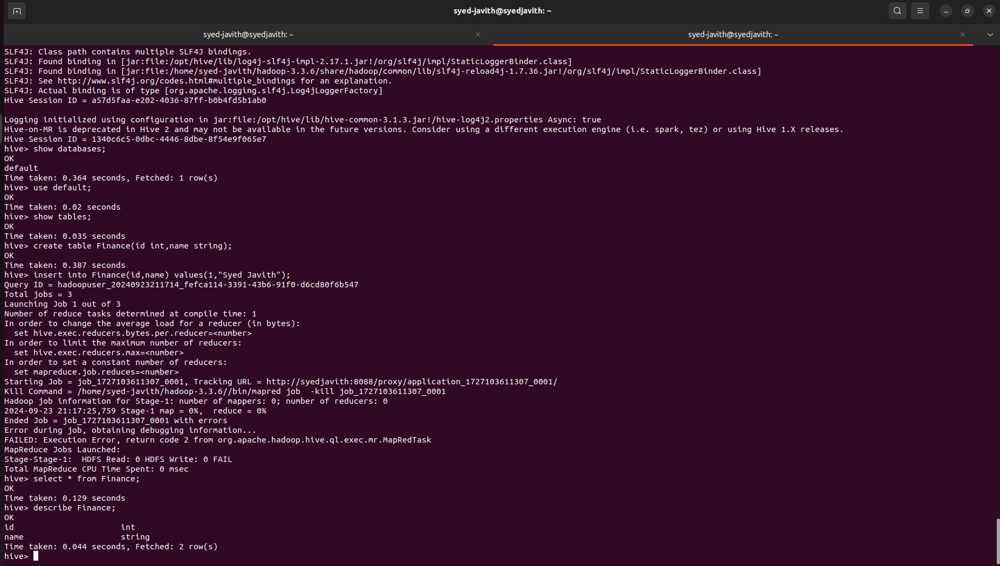 syed-javith@syedjavith: ~
syed-javith@syedjavith: ~
syed-javith@syedjavith: ~
SLF4J: Class path contains multiple SLF4J bindings.
SLF4J: Found binding in [jar:file:/opt/hive/lib/log4j-slf4j-impl-2.17.1.jar!/org/slf4j/impl/StaticLoggerBinder.class]
SLF4J: Found binding in [jar:file:/home/syed-javith/hadoop-3.3.6/share/hadoop/common/lib/slf4j-reload4j-1.7.36.jar!/org/slf4j/impl/StaticLoggerBinder.class]
SLF4J: See http://www.slf4j.org/codes.html#multiple_bindings for an explanation.
SLF4J: Actual binding is of type [org.apache.logging.slf4j.Log4jLoggerFactory]
Hive Session ID = a57d5faa-e202-4036-87ff-b0b4fd5b1ab0
Logging initialized using configuration in jar:file:/opt/hive/lib/hive-common-3.1.3.jar!/hive-log4j2.properties Async: true
Hive-on-MR is deprecated in Hive 2 and may not be available in the future versions. Consider using a different execution engine (i.e. spark, tez) or using Hive 1.X releases.
Hive Session ID = 1340c6c5-0dbc-4446-8dbe-8f54e9f065e7
hive> show databases;
OK
default
Time taken: 0.364 seconds, Fetched: 1 row(s)
hive> use default;
OK
Time taken: 0.02 seconds
hive> show tables;
OK
Time taken: 0.035 seconds
hive> create table Finance(id int,name string);
OK
Time taken: 0.387 seconds
hive> insert into Finance(id,name) values(1,"Syed Javith");
Query ID = hadoopuser_20240923211714_fefca114-3391-43b6-91f0-d6cd80f6b547
Total jobs = 3
Launching Job 1 out of 3
Number of reduce tasks determined at compile time: 1
In order to change the average load for a reducer (in bytes):
  set hive.exec.reducers.bytes.per.reducer=<number>
In order to limit the maximum number of reducers:
  set hive.exec.reducers.max=<number>
In order to set a constant number of reducers:
  set mapreduce.job.reduces=<number>
Starting Job = job_1727103611307_0001, Tracking URL = http://syedjavith:8088/proxy/application_1727103611307_0001/
Kill Command = /home/syed-javith/hadoop-3.3.6//bin/mapred job  -kill job_1727103611307_0001
Hadoop job information for Stage-1: number of mappers: 0; number of reducers: 0
2024-09-23 21:17:25,759 Stage-1 map = 0%,  reduce = 0%
Ended Job = job_1727103611307_0001 with errors
Error during job, obtaining debugging information...
FAILED: Execution Error, return code 2 from org.apache.hadoop.hive.ql.exec.mr.MapRedTask
MapReduce Jobs Launched:
Stage-Stage-1:  HDFS Read: 0 HDFS Write: 0 FAIL
Total MapReduce CPU Time Spent: 0 msec
hive> select * from Finance;
OK
Time taken: 0.129 seconds
hive> describe Finance;
OK
id                      int
name                    string
Time taken: 0.044 seconds, Fetched: 2 row(s)
hive>